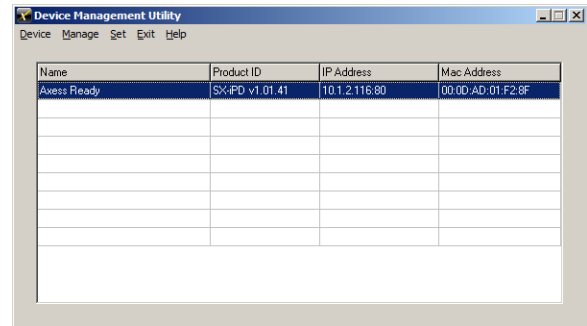 Device Management Utility
Device Manage Set Exit Help
Name Product ID IP Address Mac Address
Axess Ready SX-iPD v1.01.41 10.1.2.116:80 00:0D:AD:01:F2:8F